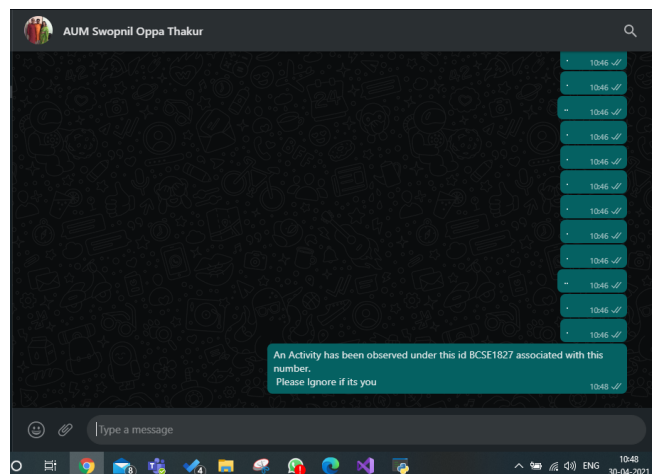 AUM Swopnil Oppa Thakur
. 10:46
. 10:46
.. 10:46
. 10:46
. 10:46
. 10:46
. 10:46
. 10:46
. 10:46
.. 10:46
. 10:46
. 10:46
An Activity has been observed under this id BCSE1827 associated with this
number.
Please Ignore if its you
10:48
Type a message
8
4
ENG
10:48
30-04-2021